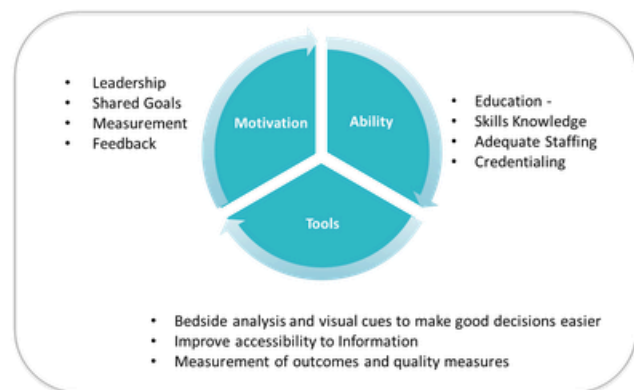 • Leadership
• Shared Goals
• Measurement
• Feedback
Motivation
Ability
• Education -
• Skills Knowledge
• Adequate Staffing
• Credentialing
Tools
• Bedside analysis and visual cues to make good decisions easier
• Improve accessibility to Information
• Measurement of outcomes and quality measures